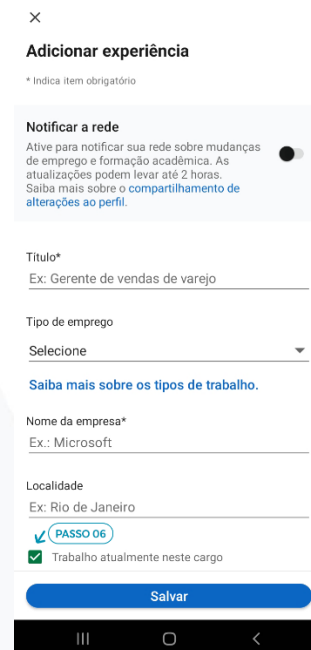 Adicionar experiência
* Indica item obrigatório
Notificar a rede
Ative para notificar sua rede sobre mudanças
de emprego e formação acadêmica. As
atualizações podem levar até 2 horas.
Saiba mais sobre o compartilhamento de
alterações ao perfil.
Título*
Ex: Gerente de vendas de varejo
Tipo de emprego
Selecione
Saiba mais sobre os tipos de trabalho.
Nome da empresa*
Ex.: Microsoft
Localidade
Ex: Rio de Janeiro
PASSO 06
Trabalho atualmente neste cargo
Salvar